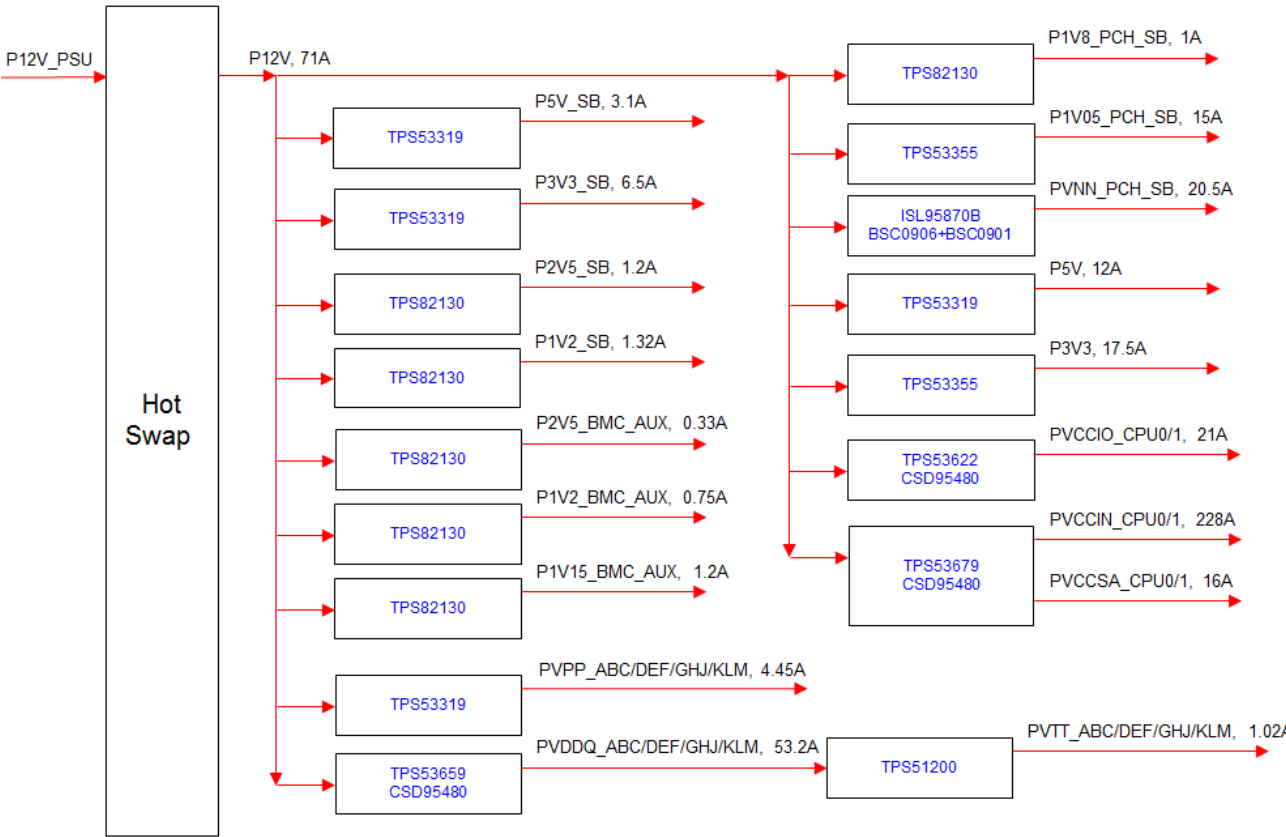 P12V_PSU
Hot
Swap
P12V, 71A
TPS53319
P5V_SB, 3.1A
TPS53319
P3V3_SB, 6.5A
TPS82130
P2V5_SB, 1.2A
TPS82130
P1V2_SB, 1.32A
TPS82130
P2V5_BMC_AUX, 0.33A
TPS82130
P1V2_BMC_AUX, 0.75A
TPS82130
P1V15_BMC_AUX, 1.2A
TPS53319
PVPP_ABC/DEF/GHJ/KLM, 4.45A
TPS53659
CSD95480
PVDDQ_ABC/DEF/GHJ/KLM, 53.2A
TPS51200
PVTT_ABC/DEF/GHJ/KLM, 1.02A
TPS82130
P1V8_PCH_SB, 1A
TPS53355
P1V05_PCH_SB, 15A
ISL95870B
BSC0906+BSC0901
PVNN_PCH_SB, 20.5A
TPS53319
P5V, 12A
TPS53355
P3V3, 17.5A
TPS53622
CSD95480
PVCCIO_CPU0/1, 21A
TPS53679
CSD95480
PVCCIN_CPU0/1, 228A
PVCCSA_CPU0/1, 16A